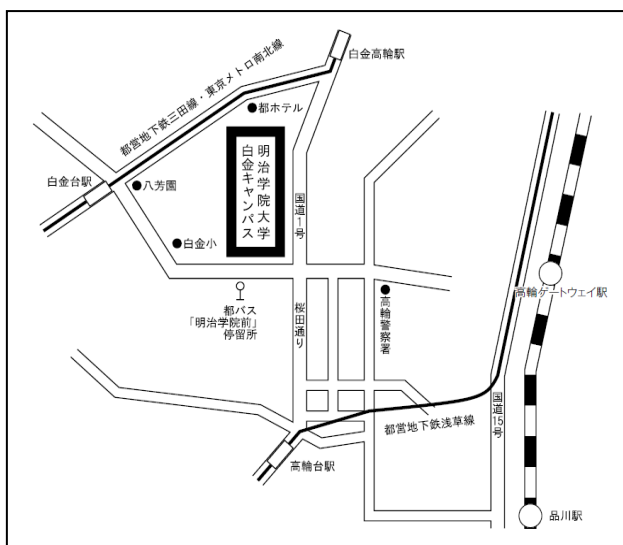 白金高輪駅
都営地下鉄三田線・東京メトロ南北線
都ホテル
明治学院大学
白金キャンパス
白金台駅
八芳園
国道1号
白金小
高輪ゲートウェイ駅
都バス
「明治学院前」
停留所
桜田通り
高輪警察署
国道15号
都営地下鉄浅草線
高輪台駅
品川駅